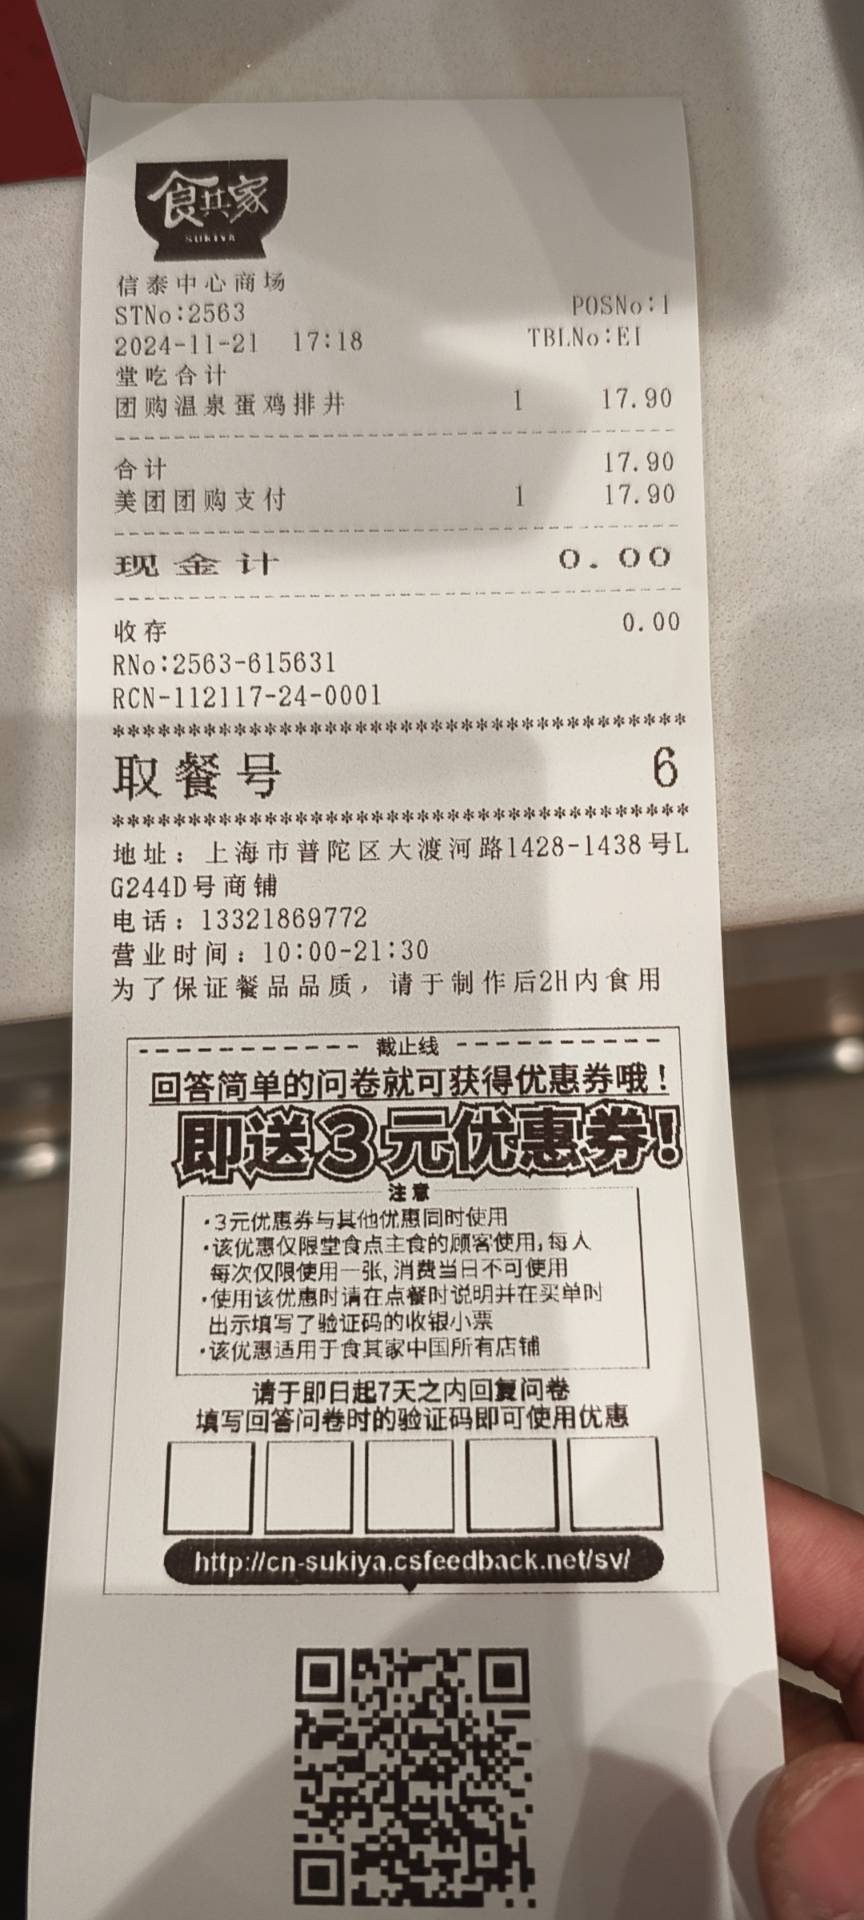 食其家
SUKIYA
信泰中心商场
STNo:2563 POSNo:1
2024-11-21 17:18 TBLNo:E1
堂吃合计
团购温泉蛋鸡排丼 1 17.90
合计 17.90
美团团购支付 1 17.90
现金计 0.00
收存 0.00
RNo:2563-615631
RCN-112117-24-0001
****************************************
取餐号 6
****************************************
地址：上海市普陀区大渡河路1428-1438号L
G244D号商铺
电话：13321869772
营业时间：10:00-21:30
为了保证餐品品质，请于制作后2H内食用
截止线
回答简单的问卷就可获得优惠券哦！
即送3元优惠券!
注意
·3元优惠券与其他优惠同时使用
·该优惠仅限堂食点主食的顾客使用,每人
每次仅限使用一张,消费当日不可使用
·使用该优惠时请在点餐时说明并在买单时
出示填写了验证码的收银小票
·该优惠适用于食其家中国所有店铺
请于即日起7天之内回复问卷
填写回答问卷时的验证码即可使用优惠
http://cn-sukiya.csfeedback.net/sv/